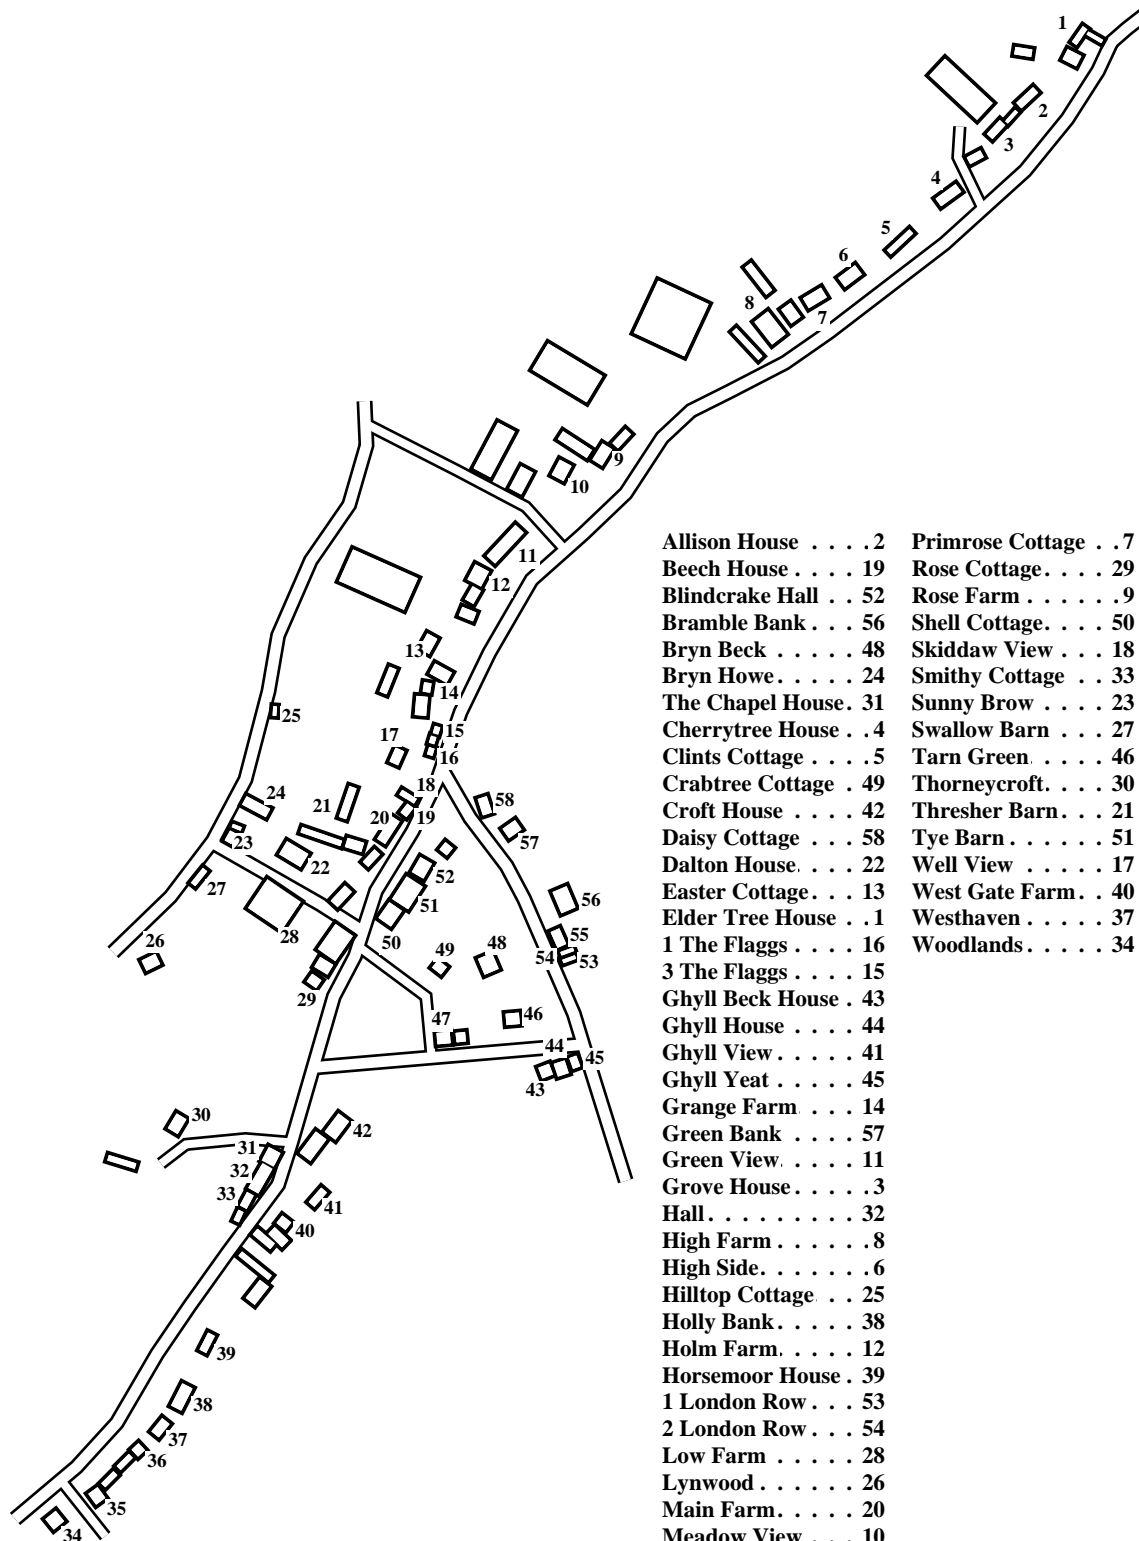 1
2
3
4
5
6
7
8
9
10
11
12
13
14
15
16
17
18
19
20
21
22
23
24
25
26
27
28
29
30
31
32
33
34
35
36
37
38
39
40
41
42
43
44
45
46
47
48
49
50
51
52
53
54
55
56
57
58
Allison House . . . . 2
Beech House . . . . 19
Blindcrake Hall . . 52
Bramble Bank . . . 56
Bryn Beck . . . . . 48
Bryn Howe . . . . . 24
The Chapel House . 31
Cherrytree House . . 4
Clints Cottage . . . . 5
Crabtree Cottage . 49
Croft House . . . . 42
Daisy Cottage . . . 58
Dalton House . . . . 22
Easter Cottage . . . . 13
Elder Tree House . . 1
1 The Flaggs . . . . 16
3 The Flaggs . . . . 15
Ghyll Beck House . 43
Ghyll House . . . . 44
Ghyll View . . . . . 41
Ghyll Yeat . . . . . 45
Grange Farm . . . . 14
Green Bank . . . . 57
Green View . . . . . 11
Grove House . . . . . 3
Hall . . . . . . . . . 32
High Farm . . . . . . 8
High Side . . . . . . . 6
Hilltop Cottage . . . 25
Holly Bank . . . . . 38
Holm Farm . . . . . 12
Horsemoor House . 39
1 London Row . . . 53
2 London Row . . . 54
Low Farm . . . . . 28
Lynwood . . . . . . 26
Main Farm . . . . . 20
Meadow View . . . 10
Primrose Cottage . . 7
Rose Cottage . . . . 29
Rose Farm . . . . . . 9
Shell Cottage . . . . 50
Skiddaw View . . . 18
Smithy Cottage . . 33
Sunny Brow . . . . 23
Swallow Barn . . . 27
Tarn Green . . . . . 46
Thorneycroft . . . . 30
Thresher Barn . . . . 21
Tye Barn . . . . . . 51
Well View . . . . . 17
West Gate Farm . . 40
Westhaven . . . . . 37
Woodlands . . . . . 34